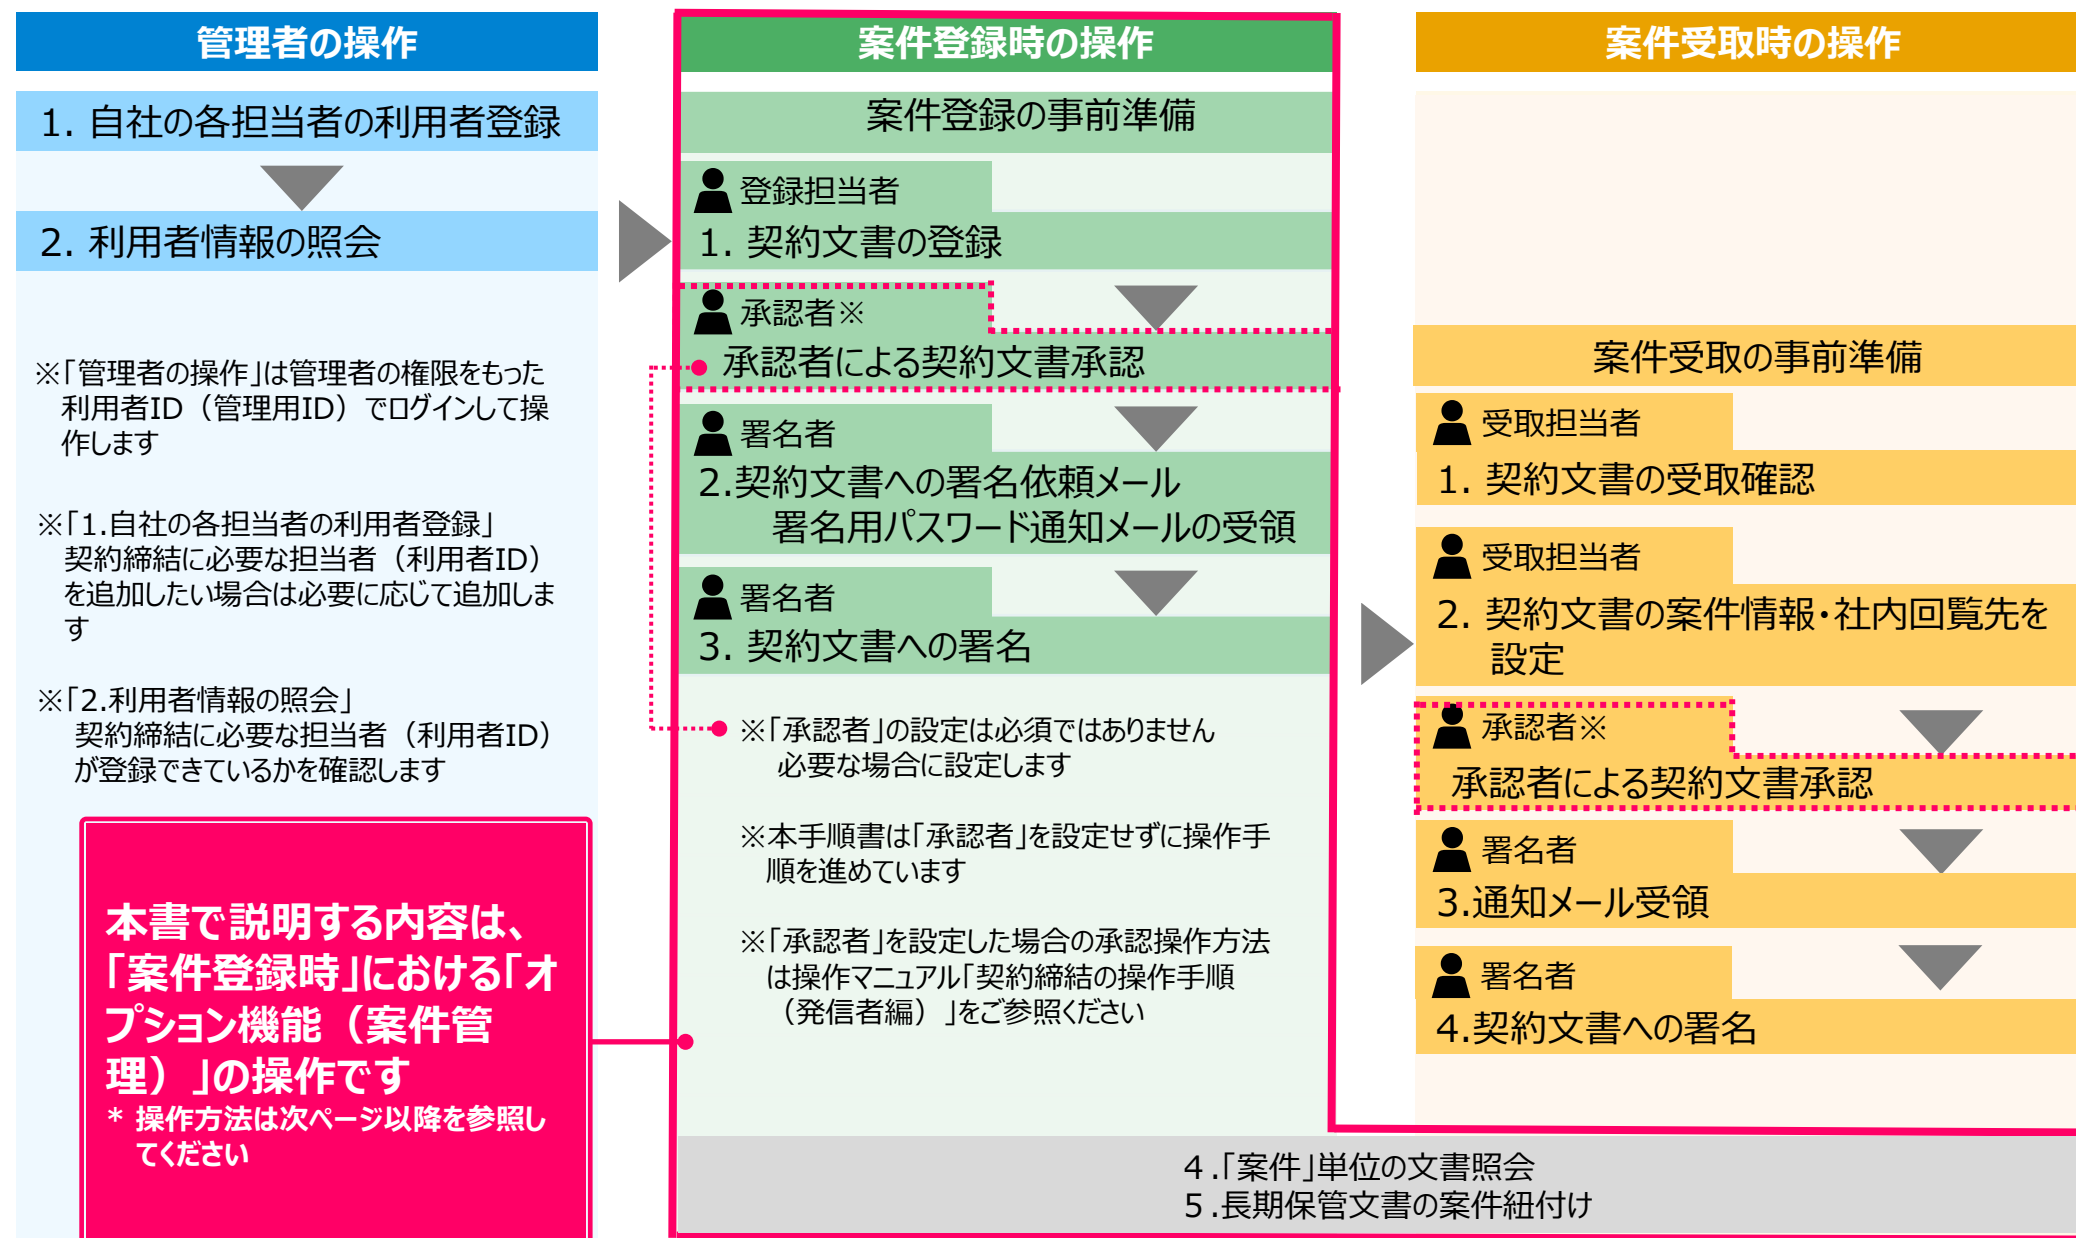 管理者の操作
1. 自社の各担当者の利用者登録
2. 利用者情報の照会
※「管理者の操作」は管理者の権限をもった
利用者ID（管理用ID）でログインして操
作します
※「1.自社の各担当者の利用者登録」
契約締結に必要な担当者（利用者ID）
を追加したい場合は必要に応じて追加しま
す
※「2.利用者情報の照会」
契約締結に必要な担当者（利用者ID）
が登録できているかを確認します
本書で説明する内容は、
「案件登録時」における「オ
プション機能（案件管
理）」の操作です
* 操作方法は次ページ以降を参照し
てください
案件登録時の操作
案件登録の事前準備
登録担当者
1. 契約文書の登録
承認者※
承認者による契約文書承認
署名者
2.契約文書への署名依頼メール
署名用パスワード通知メールの受領
署名者
3. 契約文書への署名
※「承認者」の設定は必須ではありません
必要な場合に設定します
※本手順書は「承認者」を設定せずに操作手
順を進めています
※「承認者」を設定した場合の承認操作方法
は操作マニュアル「契約締結の操作手順
（発信者編）」をご参照ください
案件受取時の操作
案件受取の事前準備
受取担当者
1. 契約文書の受取確認
受取担当者
2. 契約文書の案件情報・社内回覧先を
設定
承認者※
承認者による契約文書承認
署名者
3.通知メール受領
署名者
4.契約文書への署名
４.「案件」単位の文書照会
５.長期保管文書の案件紐付け